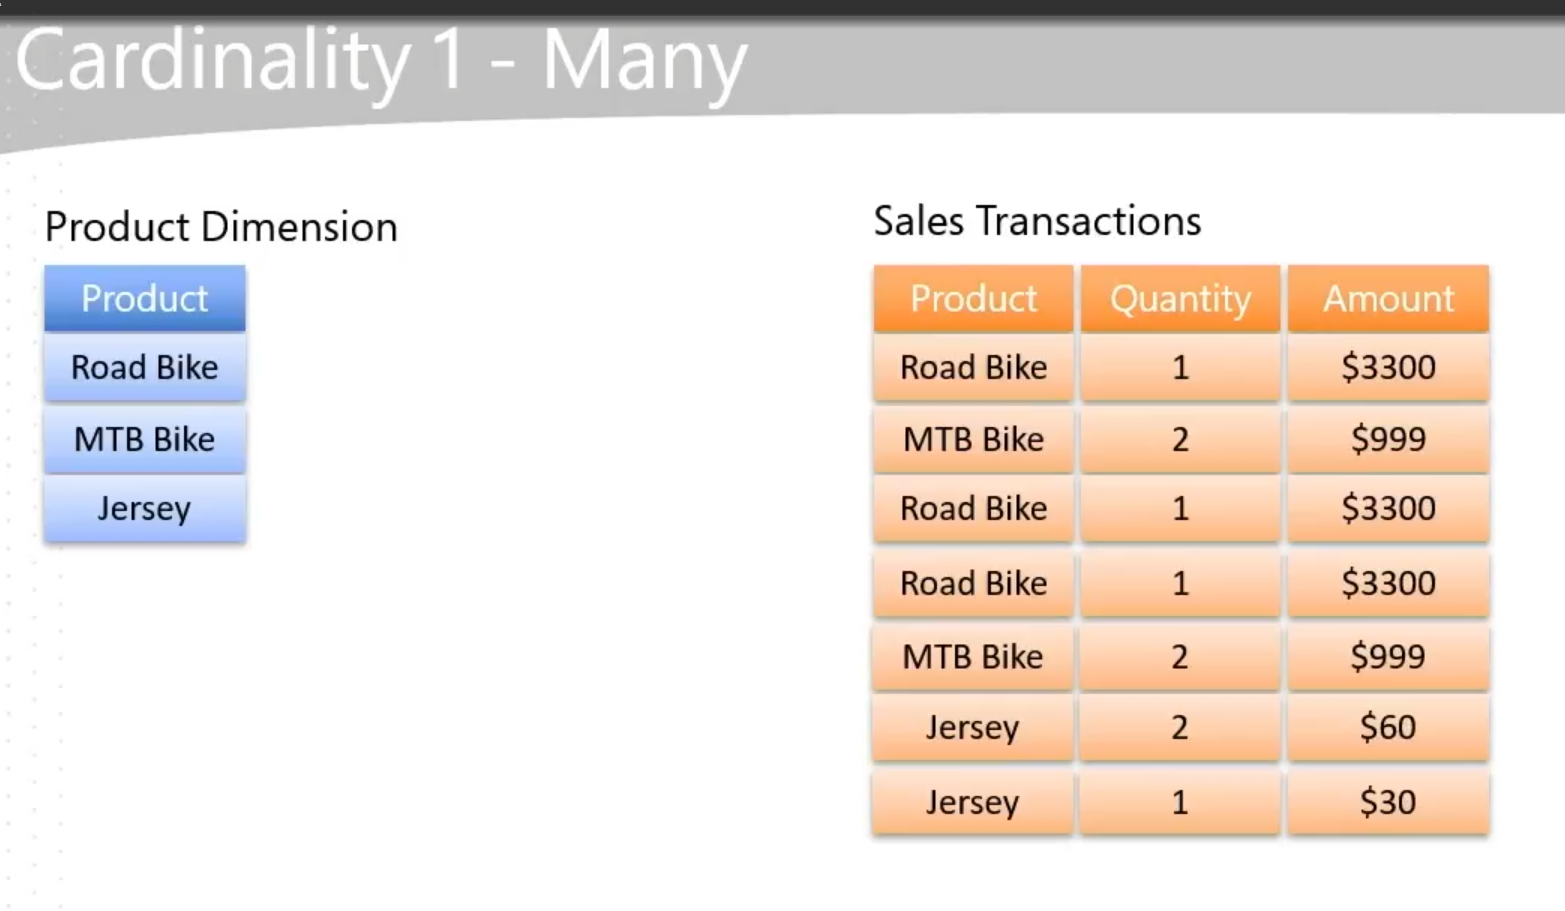 Cardinality 1 - Many
Product Dimension
Product
Road Bike
MTB Bike
Jersey
Sales Transactions
Product Quantity Amount
Road Bike 1 $3300
MTB Bike 2 $999
Road Bike 1 $3300
Road Bike 1 $3300
MTB Bike 2 $999
Jersey 2 $60
Jersey 1 $30